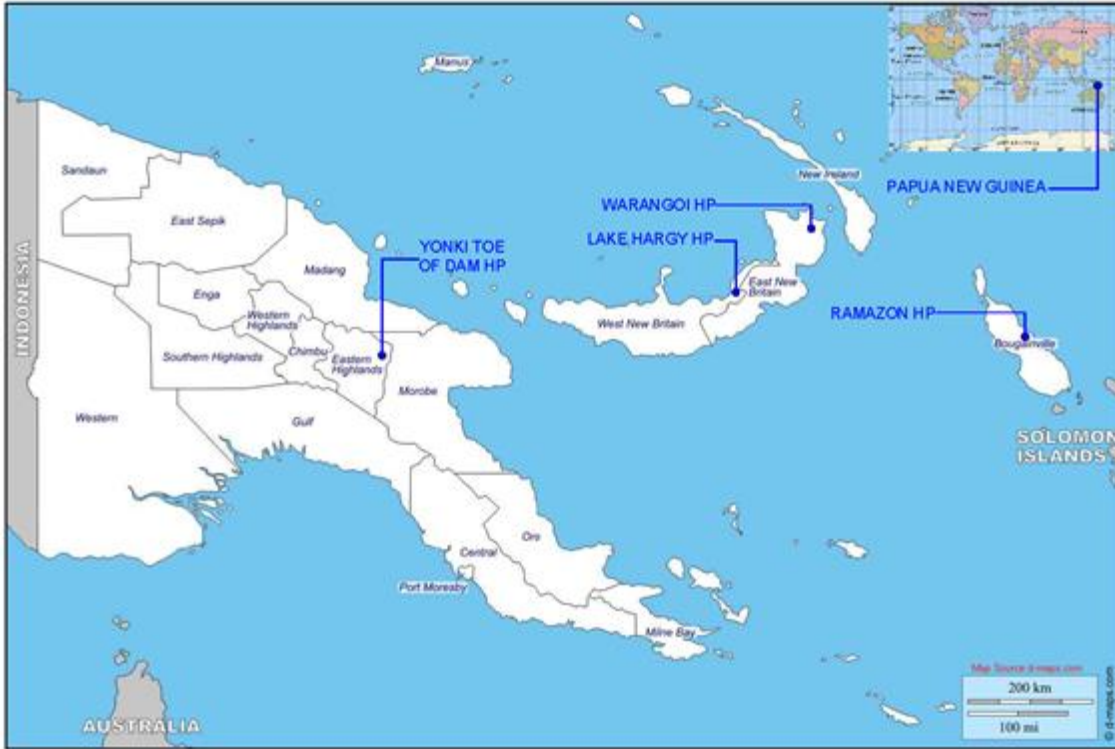 Manus
Sandaun
New Ireland
PAPUA NEW GUINEA
WARANGOI HP
East Sepik
LAKE HARGY HP
YONKI TOE
OF DAM HP
Madang
INDONESIA
Enga
East New
Britain
Western
Highlands
West New Britain
RAMAZON HP
Southern Highlands
Chimbu
Eastern
Highlands
Bougainville
Morobe
Western
Gulf
SOLOMON
ISLANDS
Oro
Central
Port Moresby
Milne Bay
Map Source d-maps.com
200 km
100 mi
© d-maps.com
AUSTRALIA